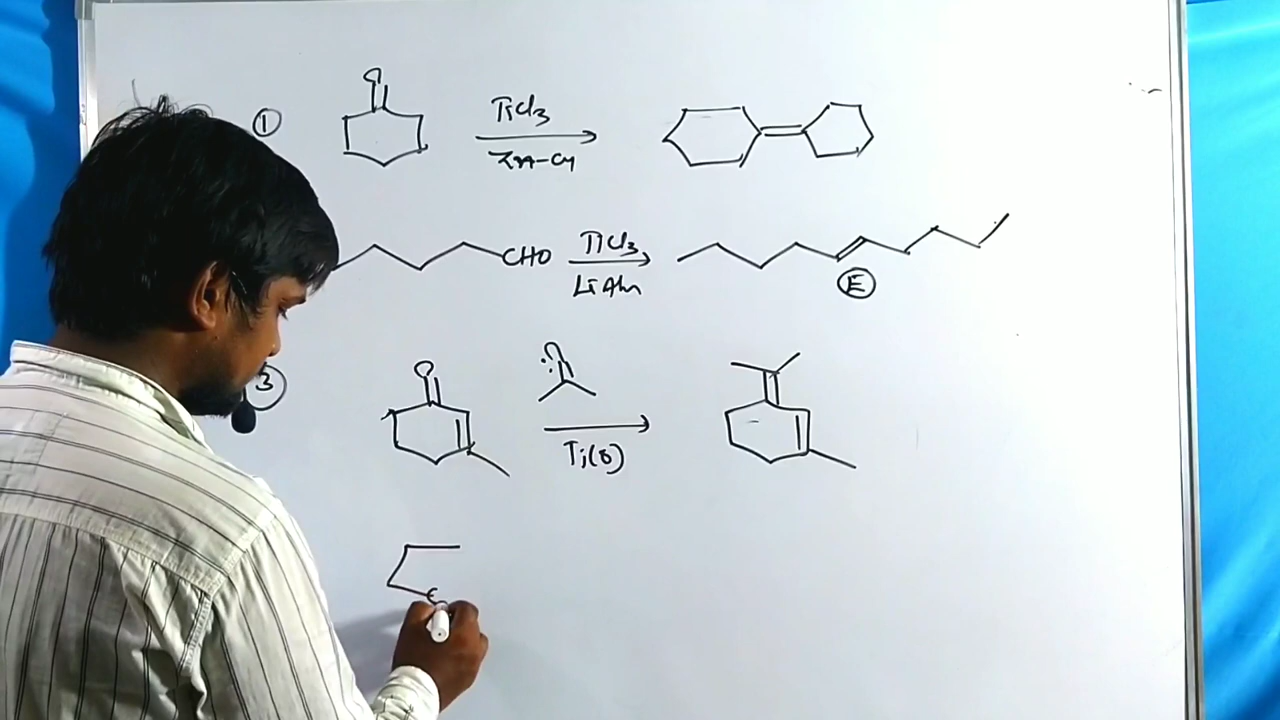 ① O TiCl3
Zn-Cu
CHO TiCl3
LiAlH4 Ⓔ
③ O O
Ti(0)
C